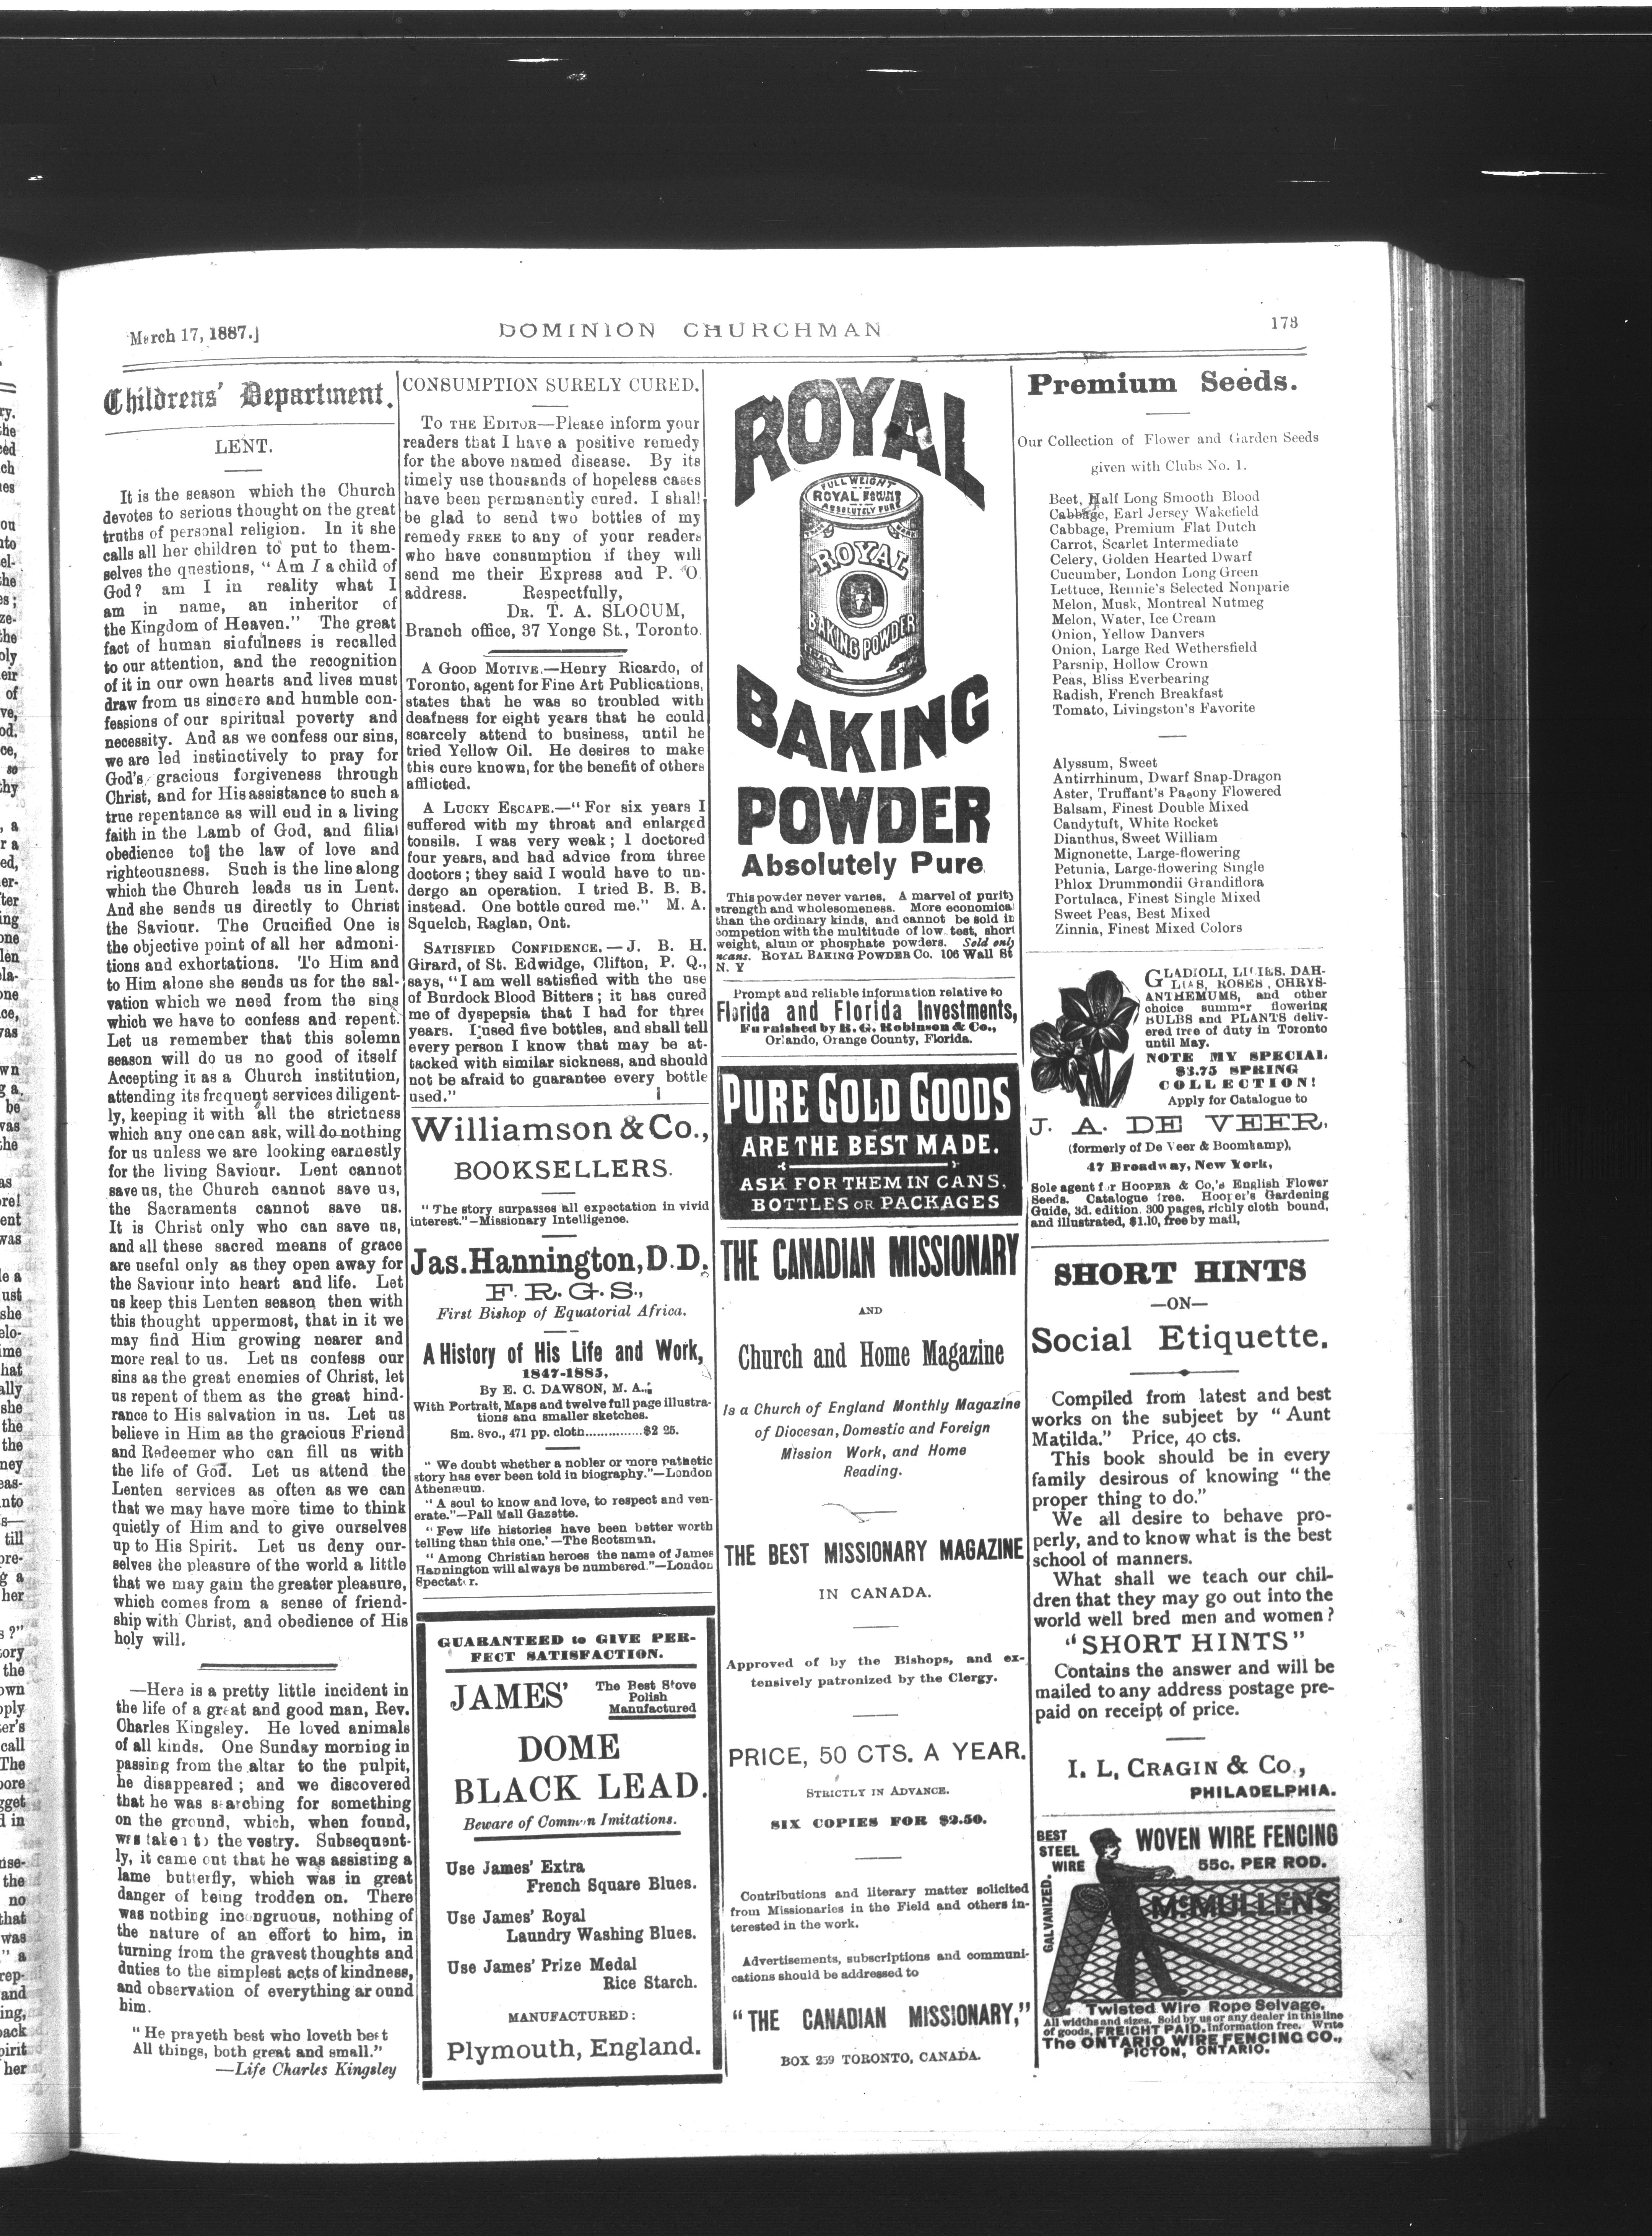 March 17, 1887.]
DOMINION CHURCHMAN
173
Childrens' Department.
LENT.
It is the season which the Church
devotes to serious thought on the great
truths of personal religion. In it she
calls all her children to put to them-
selves the questions, "Am I a child of
God? am I in reality what I
am in name, an inheritor of
the Kingdom of Heaven." The great
fact of human sinfulness is recalled
to our attention, and the recognition
of it in our own hearts and lives must
draw from us sincere and humble con-
fessions of our spiritual poverty and
necessity. And as we confess our sins,
we are led instinctively to pray for
God's gracious forgiveness through
Christ, and for His assistance to such a
true repentance as will end in a living
faith in the Lamb of God, and filial
obedience to the law of love and
righteousness. Such is the line along
which the Church leads us in Lent.
And she sends us directly to Christ
the Saviour. The Crucified One is
the objective point of all her admoni-
tions and exhortations. To Him and
to Him alone she sends us for the sal-
vation which we need from the sins
which we have to confess and repent.
Let us remember that this solemn
season will do us no good of itself
Accepting it as a Church institution,
attending its frequent services diligent-
ly, keeping it with all the strictness
which any one can ask, will do nothing
for us unless we are looking earnestly
for the living Saviour. Lent cannot
save us, the Church cannot save us,
the Sacraments cannot save us.
It is Christ only who can save us,
and all these sacred means of grace
are useful only as they open away for
the Saviour into heart and life. Let
us keep this Lenten season then with
this thought uppermost, that in it we
may find Him growing nearer and
more real to us. Let us confess our
sins as the great enemies of Christ, let
us repent of them as the great hind-
rance to His salvation in us. Let us
believe in Him as the gracious Friend
and Redeemer who can fill us with
the life of God. Let us attend the
Lenten services as often as we can
that we may have more time to think
quietly of Him and to give ourselves
up to His Spirit. Let us deny our-
selves the pleasure of the world a little
that we may gain the greater pleasure,
which comes from a sense of friend-
ship with Christ, and obedience of His
holy will.
—Here is a pretty little incident in
the life of a great and good man, Rev.
Charles Kingsley. He loved animals
of all kinds. One Sunday morning in
passing from the altar to the pulpit,
he disappeared; and we discovered
that he was searching for something
on the ground, which, when found,
was taken to the vestry. Subsequent-
ly, it came out that he was assisting a
lame butterfly, which was in great
danger of being trodden on. There
was nothing incongruous, nothing of
the nature of an effort to him, in
turning from the gravest thoughts and
duties to the simplest acts of kindness,
and observation of everything ar ound
him.
"He prayeth best who loveth best
All things, both great and small."
—Life Charles Kingsley
CONSUMPTION SURELY CURED.
TO THE EDITOR—Please inform your
readers that I have a positive remedy
for the above named disease. By its
timely use thousands of hopeless cases
have been permanently cured. I shall
be glad to send two bottles of my
remedy FREE to any of your readers
who have consumption if they will
send me their Express and P. O.
address. Respectfully,
DR. T. A. SLOCUM,
Branch office, 37 Yonge St., Toronto.
A GOOD MOTIVE.—Henry Ricardo, of
Toronto, agent for Fine Art Publications,
states that he was so troubled with
deafness for eight years that he could
scarcely attend to business, until he
tried Yellow Oil. He desires to make
this cure known, for the benefit of others
afflicted.
A LUCKY ESCAPE.—"For six years I
suffered with my throat and enlarged
tonsils. I was very weak; I doctored
four years, and had advice from three
doctors; they said I would have to un-
dergo an operation. I tried B. B. B.
instead. One bottle cured me." M. A.
Squelch, Raglan, Ont.
SATISFIED CONFIDENCE.—J. B. H.
Girard, of St. Edwidge, Clifton, P. Q.,
says, "I am well satisfied with the use
of Burdock Blood Bitters; it has cured
me of dyspepsia that I had for three
years. I used five bottles, and shall tell
every person I know that may be at-
tacked with similar sickness, and should
not be afraid to guarantee every bottle
used."
Williamson & Co.,
BOOKSELLERS.
"The story surpasses all expectation in vivid
interest."—Missionary Intelligence.
Jas. Hannington, D.D.
F. R. G. S.,
First Bishop of Equatorial Africa.
A History of His Life and Work,
1847-1885,
By E. C. DAWSON, M. A.,
With Portrait, Maps and twelve full page illustra-
tions and smaller sketches.
Sm. 8vo., 471 pp. cloth..............$2 25.
"We doubt whether a nobler or more pathetic
story has ever been told in biography."—London
Athenæum.
"A soul to know and love, to respect and ven-
erate."—Pall Mall Gazette.
"Few life histories have been better worth
telling than this one.'—The Scotsman.
"Among Christian heroes the name of James
Hannington will always be numbered."—London
Spectator.
GUARANTEED to GIVE PER-
FECT SATISFACTION.
JAMES'
The Best Stove
Polish
Manufactured
DOME
BLACK LEAD.
Beware of Common Imitations.
Use James' Extra
French Square Blues.
Use James' Royal
Laundry Washing Blues.
Use James' Prize Medal
Rice Starch.
MANUFACTURED:
Plymouth, England.
ROYAL
FULL WEIGHT
ROYAL
ABSOLUTELY PURE
ROYAL
BAKING POWDER
BAKING
POWDER
Absolutely Pure
This powder never varies. A marvel of purity
strength and wholesomeness. More economical
than the ordinary kinds, and cannot be sold in
competion with the multitude of low test, short
weight, alum or phosphate powders. Sold only
in cans. ROYAL BAKING POWDER CO. 106 Wall St
N. Y
Prompt and reliable information relative to
Florida and Florida Investments,
Furnished by R. G. Robinson & Co.,
Orlando, Orange County, Florida.
PURE GOLD GOODS
ARE THE BEST MADE.
ASK FOR THEM IN CANS,
BOTTLES OR PACKAGES
THE CANADIAN MISSIONARY
AND
Church and Home Magazine
Is a Church of England Monthly Magazine
of Diocesan, Domestic and Foreign
Mission Work, and Home
Reading.
THE BEST MISSIONARY MAGAZINE
IN CANADA.
Approved of by the Bishops, and ex-
tensively patronized by the Clergy.
PRICE, 50 CTS. A YEAR.
STRICTLY IN ADVANCE.
SIX COPIES FOR $2.50.
Contributions and literary matter solicited
from Missionaries in the Field and others in-
terested in the work.
Advertisements, subscriptions and communi-
cations should be addressed to
"THE CANADIAN MISSIONARY,"
BOX 259 TORONTO, CANADA.
Premium Seeds.
Our Collection of Flower and Garden Seeds
given with Clubs No. 1.
Beet, Half Long Smooth Blood
Cabbage, Earl Jersey Wakefield
Cabbage, Premium Flat Dutch
Carrot, Scarlet Intermediate
Celery, Golden Hearted Dwarf
Cucumber, London Long Green
Lettuce, Rennie's Selected Nonparie
Melon, Musk, Montreal Nutmeg
Melon, Water, Ice Cream
Onion, Yellow Danvers
Onion, Large Red Wethersfield
Parsnip, Hollow Crown
Peas, Bliss Everbearing
Radish, French Breakfast
Tomato, Livingston's Favorite
Alyssum, Sweet
Antirrhinum, Dwarf Snap-Dragon
Aster, Truffant's Paeony Flowered
Balsam, Finest Double Mixed
Candytuft, White Rocket
Dianthus, Sweet William
Mignonette, Large-flowering
Petunia, Large-flowering Single
Phlox Drummondii Grandiflora
Portulaca, Finest Single Mixed
Sweet Peas, Best Mixed
Zinnia, Finest Mixed Colors
GLADIOLI, LILIES, DAH-
LIAS, ROSES, CHRYS-
ANTHEMUMS, and other
choice summer flowering
BULBS and PLANTS deliv-
ered free of duty in Toronto
until May.
NOTE MY SPECIAL
$3.75 SPRING
COLLECTION!
Apply for Catalogue to
J. A. DE VEER,
(formerly of De Veer & Boomkamp),
47 Broadway, New York,
Sole agent for HOOPER & Co,'s English Flower
Seeds. Catalogue free. Hooper's Gardening
Guide, 3d. edition. 300 pages, richly cloth bound,
and illustrated, $1.10, free by mail,
SHORT HINTS
—ON—
Social Etiquette.
Compiled from latest and best
works on the subject by "Aunt
Matilda." Price, 40 cts.
This book should be in every
family desirous of knowing "the
proper thing to do."
We all desire to behave pro-
perly, and to know what is the best
school of manners.
What shall we teach our chil-
dren that they may go out into the
world well bred men and women?
"SHORT HINTS"
Contains the answer and will be
mailed to any address postage pre-
paid on receipt of price.
I. L. CRAGIN & Co.,
PHILADELPHIA.
BEST
STEEL
WIRE
GALVANIZED.
WOVEN WIRE FENCING
55c. PER ROD.
McMULLEN'S
Twisted Wire Rope Selvage.
All widths and sizes. Sold by us or any dealer in this line
of goods. FREIGHT PAID. Information free. Write
The ONTARIO WIRE FENCING CO.,
PICTON, ONTARIO.